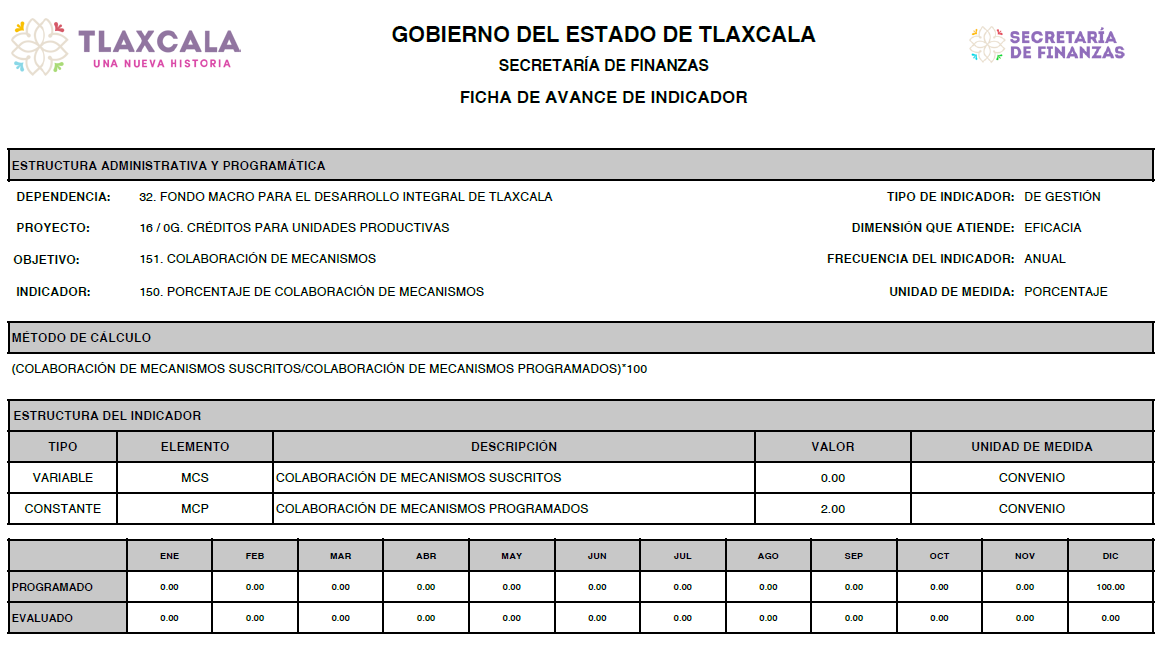 TLAXCALA
UNA NUEVA HISTORIA
GOBIERNO DEL ESTADO DE TLAXCALA
SECRETARÍA DE FINANZAS
FICHA DE AVANCE DE INDICADOR
SECRETARÍA
DE FINANZAS
ESTRUCTURA ADMINISTRATIVA Y PROGRAMÁTICA
DEPENDENCIA: 32. FONDO MACRO PARA EL DESARROLLO INTEGRAL DE TLAXCALA TIPO DE INDICADOR: DE GESTIÓN
PROYECTO: 16 / 0G. CRÉDITOS PARA UNIDADES PRODUCTIVAS DIMENSIÓN QUE ATIENDE: EFICACIA
OBJETIVO: 151. COLABORACIÓN DE MECANISMOS FRECUENCIA DEL INDICADOR: ANUAL
INDICADOR: 150. PORCENTAJE DE COLABORACIÓN DE MECANISMOS UNIDAD DE MEDIDA: PORCENTAJE
MÉTODO DE CÁLCULO
(COLABORACIÓN DE MECANISMOS SUSCRITOS/COLABORACIÓN DE MECANISMOS PROGRAMADOS)*100
ESTRUCTURA DEL INDICADOR
TIPO ELEMENTO DESCRIPCIÓN VALOR UNIDAD DE MEDIDA
VARIABLE MCS COLABORACIÓN DE MECANISMOS SUSCRITOS 0.00 CONVENIO
CONSTANTE MCP COLABORACIÓN DE MECANISMOS PROGRAMADOS 2.00 CONVENIO
ENE FEB MAR ABR MAY JUN JUL AGO SEP OCT NOV DIC
PROGRAMADO 0.00 0.00 0.00 0.00 0.00 0.00 0.00 0.00 0.00 0.00 0.00 100.00
EVALUADO 0.00 0.00 0.00 0.00 0.00 0.00 0.00 0.00 0.00 0.00 0.00 0.00